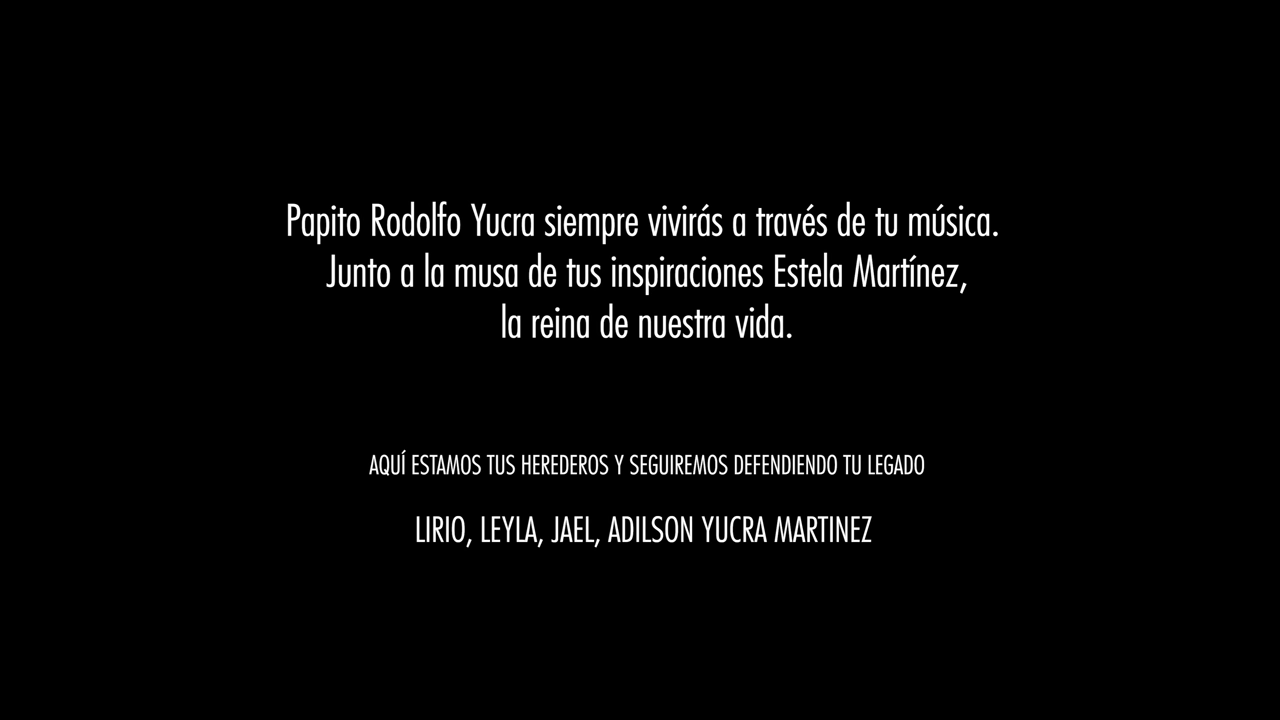 Papito Rodolfo Yucra siempre vivirás a través de tu música.
Junto a la musa de tus inspiraciones Estela Martínez,
la reina de nuestra vida.
AQUÍ ESTAMOS TUS HEREDEROS Y SEGUIREMOS DEFENDIENDO TU LEGADO
LIRIO, LEYLA, JAEL, ADILSON YUCRA MARTINEZ